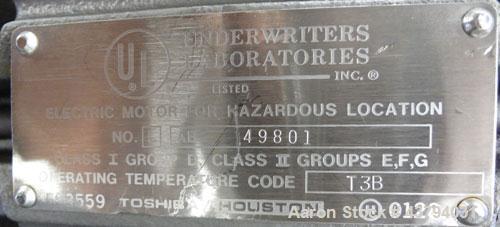 UNDERWRITERS
LABORATORIES
INC.®
UL
®
LISTED
ELECTRIC MOTOR FOR HAZARDOUS LOCATION
NO. 49801
CLASS I GROUP D, CLASS II GROUPS E,F,G
OPERATING TEMPERATURE CODE T3B
3559 TOSHIBA/HOUSTON
Aaron Stock #